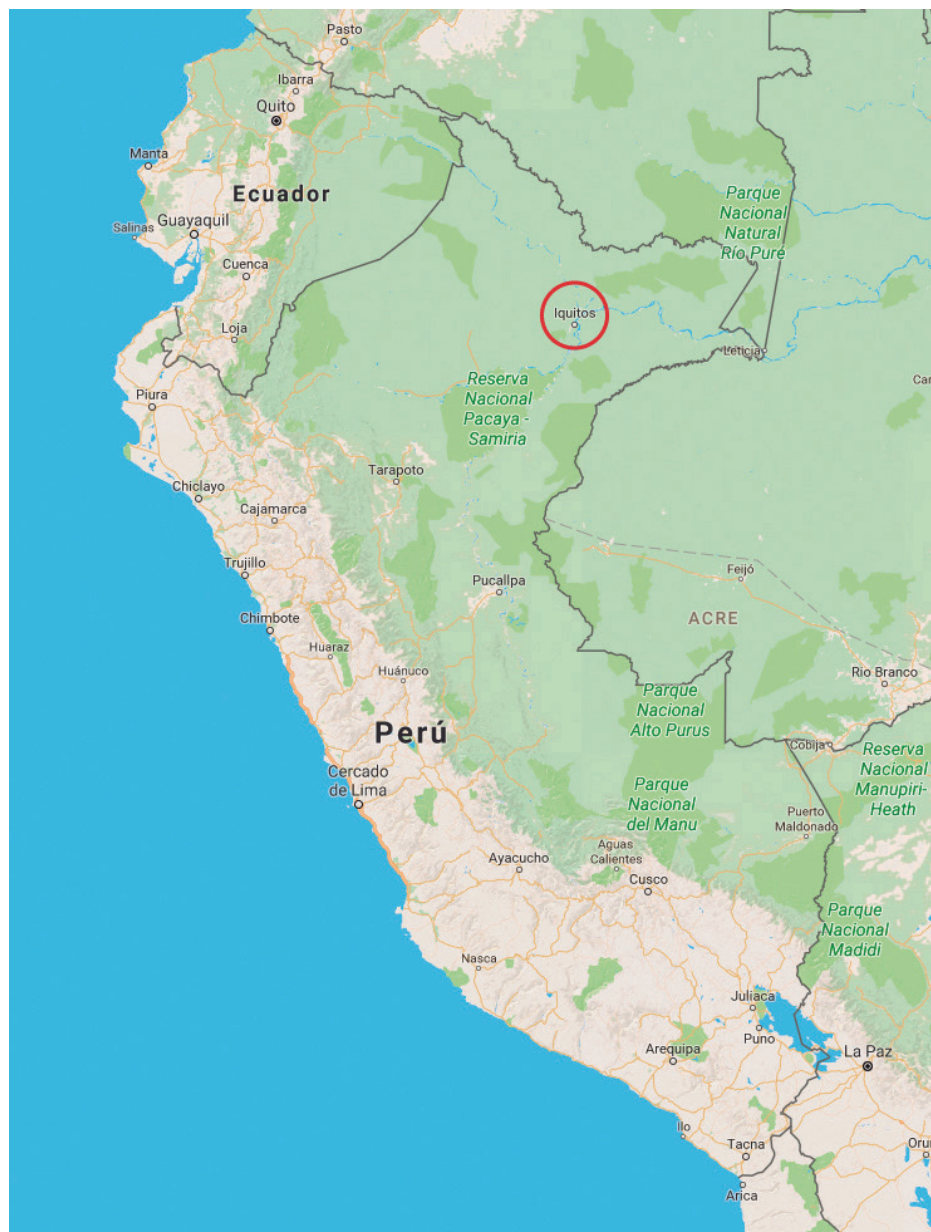 Pasto
Ibarra
Quito
Manta
Ecuador
Parque
Nacional
Natural
Río Puré
Salinas
Guayaquil
Cuenca
Iquitos
Loja
Leticia
Reserva
Nacional
Pacaya -
Samiria
Piura
Car
Tarapoto
Chiclayo
Cajamarca
Trujillo
Feijó
Pucallpa
Chimbote
ACRE
Huaraz
Huánuco
Rio Branco
Parque
Nacional
Alto Purus
Perú
Cobija
Reserva
Nacional
Manupiri-
Heath
Cercado
de Lima
Parque
Nacional
del Manu
Puerto
Maldonado
Aguas
Calientes
Ayacucho
Cusco
Parque
Nacional
Madidi
Nasca
Juliaca
Puno
Arequipa
La Paz
Ilo
Tacna
Oru
Arica